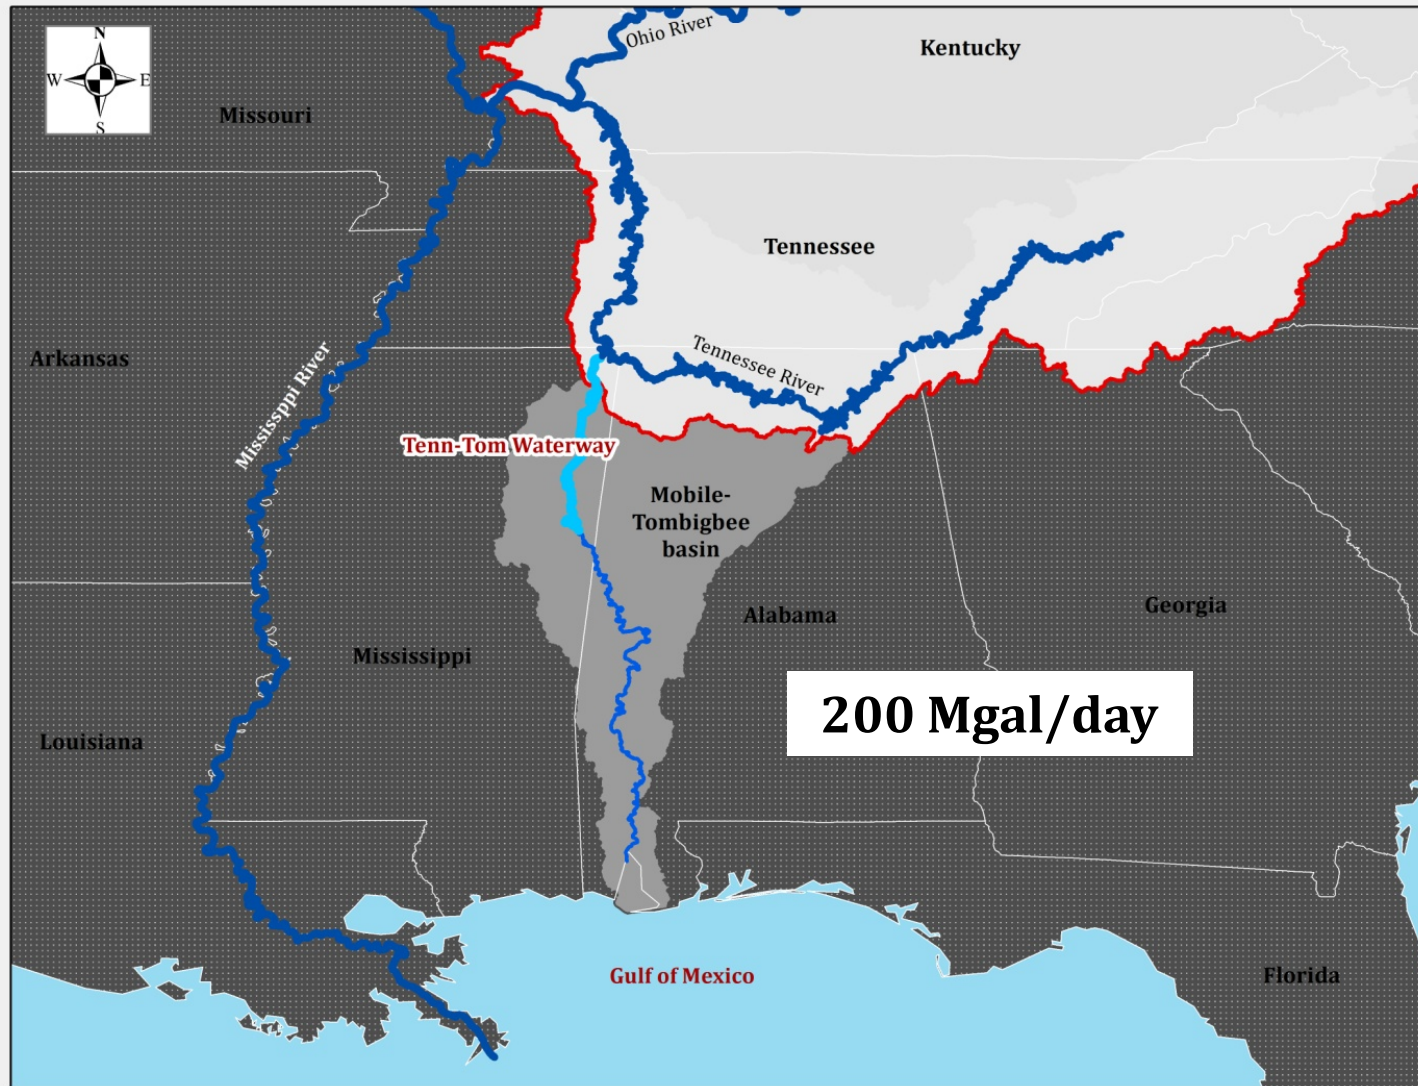 N
W E
S
Ohio River
Kentucky
Missouri
Tennessee
Arkansas
Mississppi River
Tennessee River
Tenn-Tom Waterway
Mobile-
Tombigbee
basin
Alabama
Georgia
Mississippi
200 Mgal/day
Louisiana
Gulf of Mexico
Florida